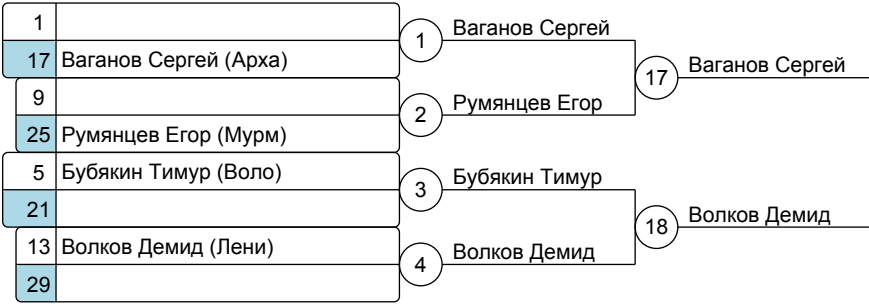 1
17 Ваганов Сергей (Арха)
1
Ваганов Сергей
9
25 Румянцев Егор (Мурм)
2
Румянцев Егор
17
Ваганов Сергей
5 Бубякин Тимур (Воло)
21
3
Бубякин Тимур
13 Волков Демид (Лени)
29
4
Волков Демид
18
Волков Демид